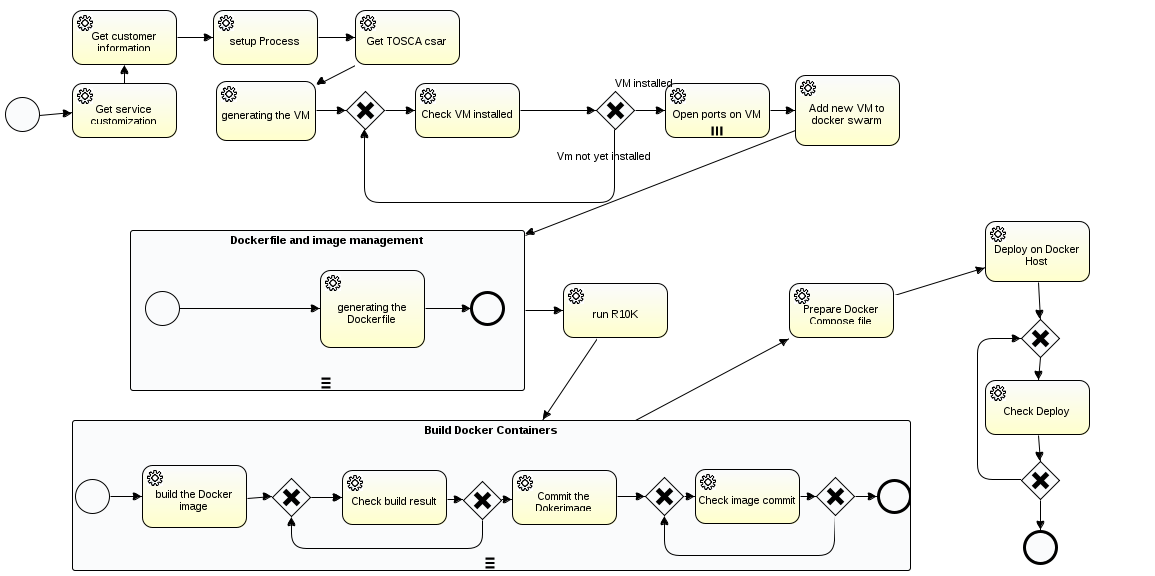 Get customer
information
setup Process
Get TOSCA csar
Get service
customization
generating the VM
Check VM installed
VM installed
Open ports on VM
Add new VM to
docker swarm
Vm not yet installed
Dockerfile and image management
generating the
Dockerfile
run R10K
Prepare Docker
Compose file
Deploy on Docker
Host
Check Deploy
Build Docker Containers
build the Docker
image
Check build result
Commit the
Dokerimage
Check image commit